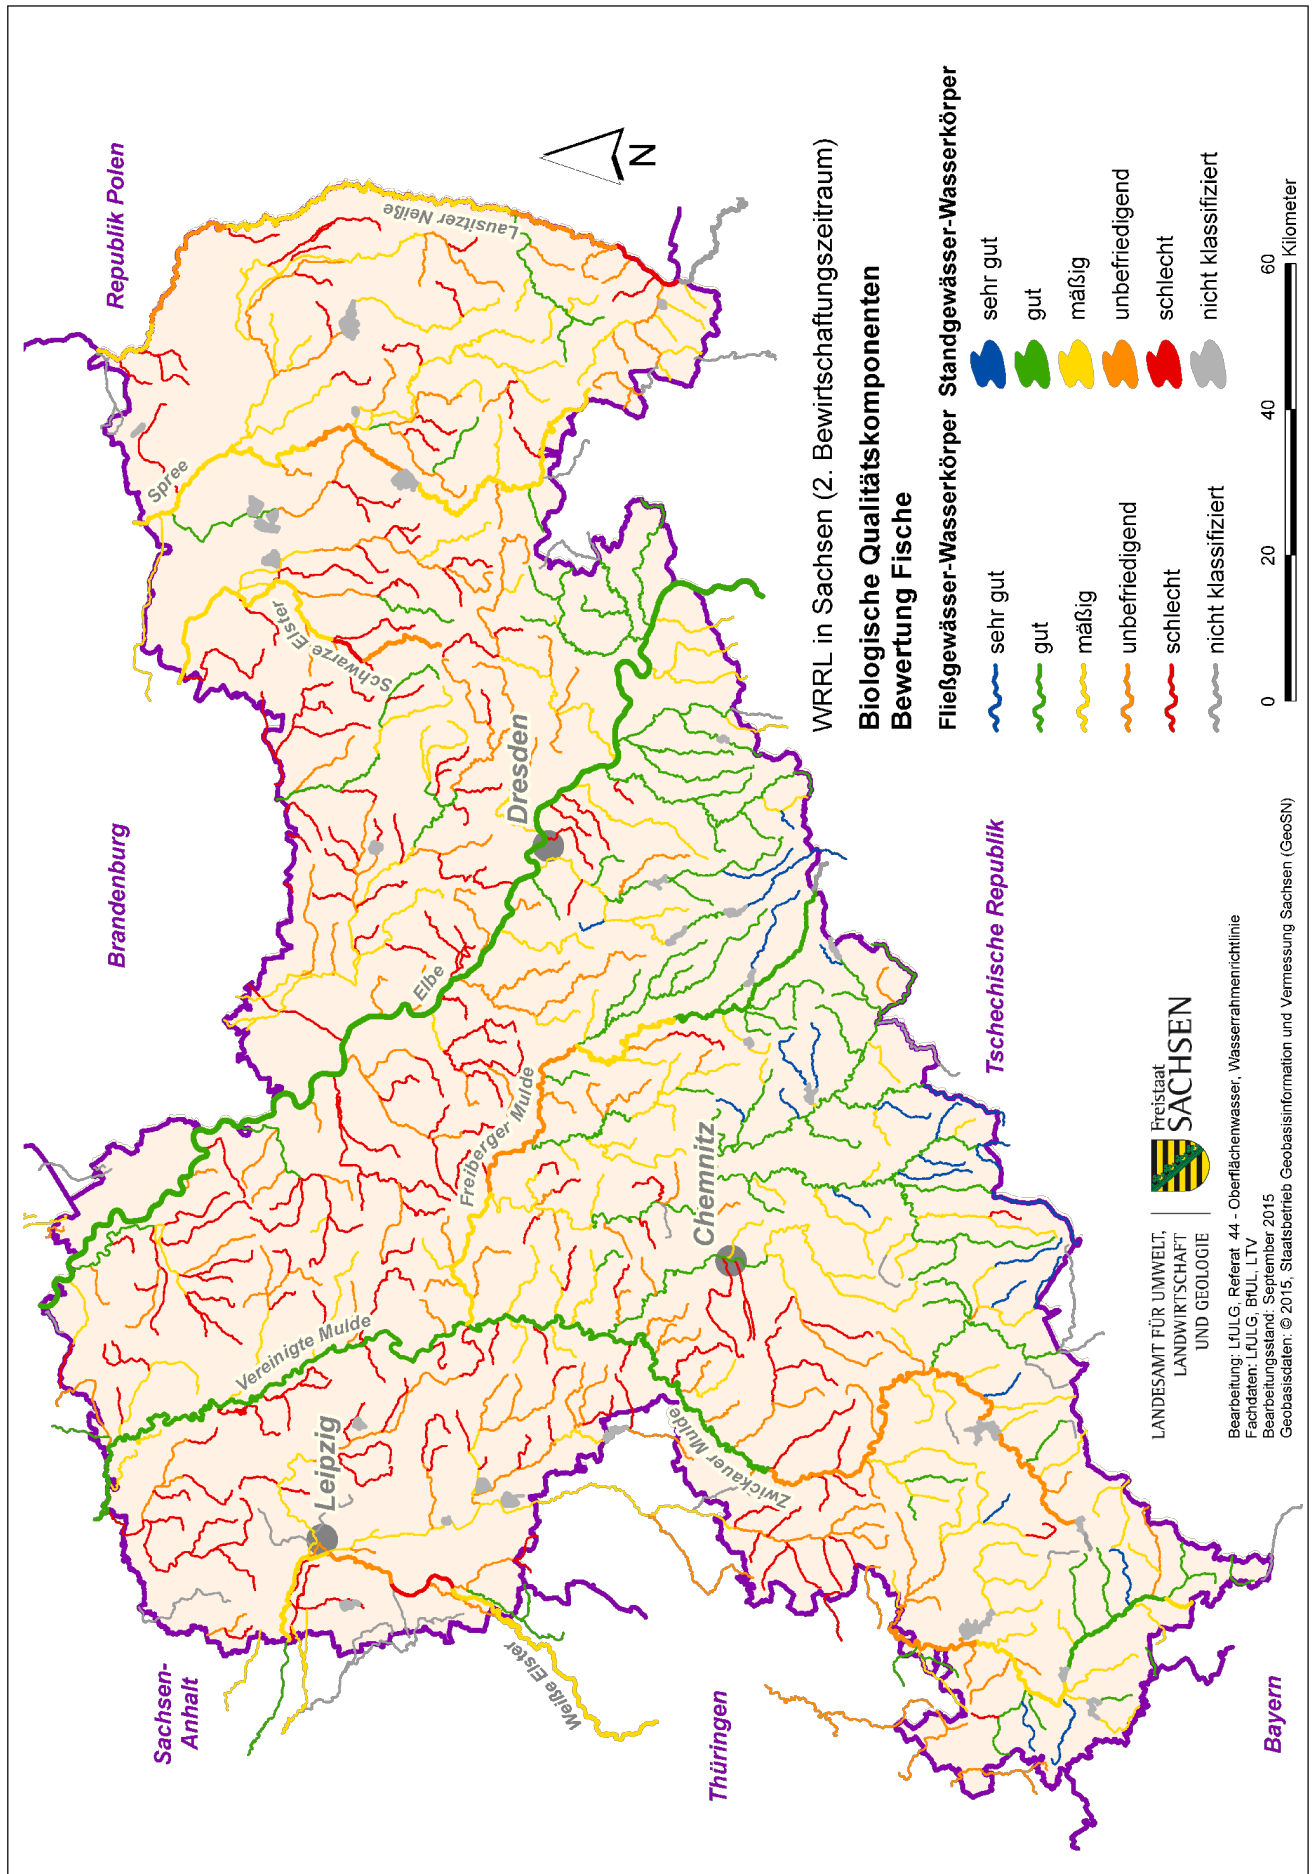 Republik Polen
Brandenburg
Sachsen-
Anhalt
Thüringen
Bayern
Tschechische Republik
Spree
Lausitzer Neiße
Schwarze Elster
Dresden
Elbe
Freiberger Mulde
Chemnitz
Vereinigte Mulde
Leipzig
Zwickauer Mulde
Weiße Elster
N
WRRL in Sachsen (2. Bewirtschaftungszeitraum)
Biologische Qualitätskomponenten
Bewertung Fische
Fließgewässer-Wasserkörper
sehr gut
gut
mäßig
unbefriedigend
schlecht
nicht klassifiziert
Standgewässer-Wasserkörper
sehr gut
gut
mäßig
unbefriedigend
schlecht
nicht klassifiziert
0 20 40 60
Kilometer
LANDESAMT FÜR UMWELT,
LANDWIRTSCHAFT
UND GEOLOGIE
Freistaat
SACHSEN
Bearbeitung: LfULG, Referat 44 - Oberflächenwasser, Wasserrahmenrichtlinie
Fachdaten: LfULG, BfUL, LTV
Bearbeitungsstand: September 2015
Geobasisdaten: © 2015, Staatsbetrieb Geobasisinformation und Vermessung Sachsen (GeoSN)